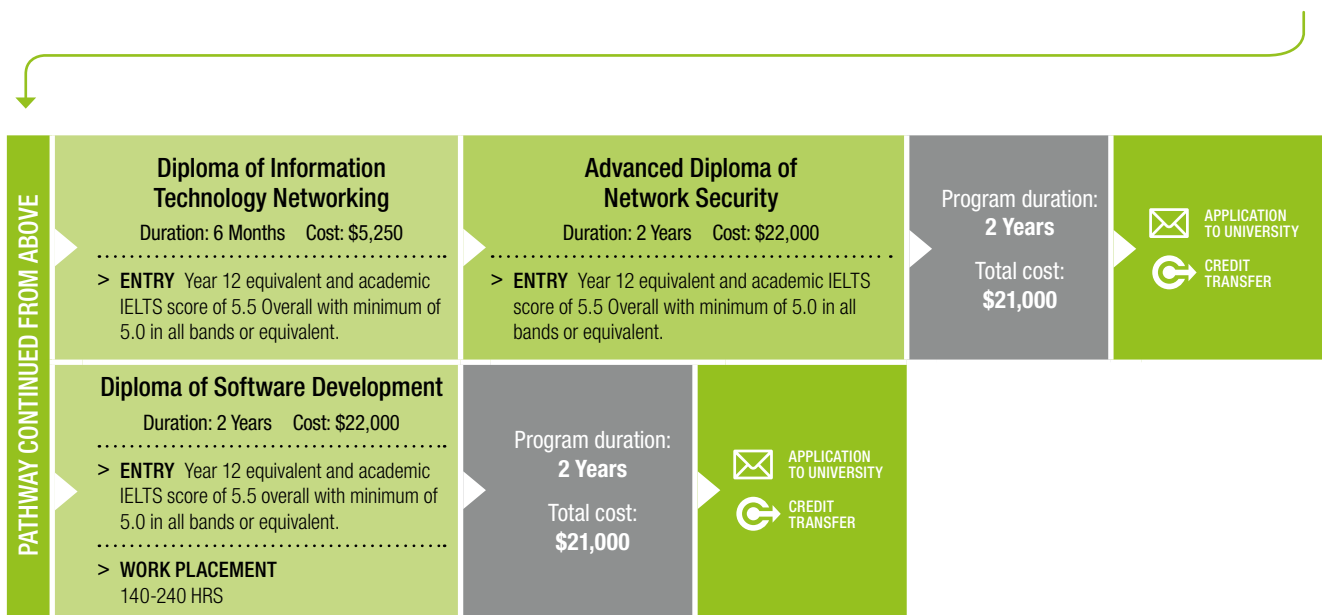 PATHWAY CONTINUED FROM ABOVE
Diploma of Information
Technology Networking
Duration: 6 Months Cost: $5,250
> ENTRY Year 12 equivalent and academic
IELTS score of 5.5 Overall with minimum of
5.0 in all bands or equivalent.
Advanced Diploma of
Network Security
Duration: 2 Years Cost: $22,000
> ENTRY Year 12 equivalent and academic IELTS
score of 5.5 Overall with minimum of 5.0 in all
bands or equivalent.
Program duration:
2 Years
Total cost:
$21,000
APPLICATION
TO UNIVERSITY
CREDIT
TRANSFER
Diploma of Software Development
Duration: 2 Years Cost: $22,000
> ENTRY Year 12 equivalent and academic
IELTS score of 5.5 overall with minimum of
5.0 in all bands or equivalent.
> WORK PLACEMENT
140-240 HRS
Program duration:
2 Years
Total cost:
$21,000
APPLICATION
TO UNIVERSITY
CREDIT
TRANSFER